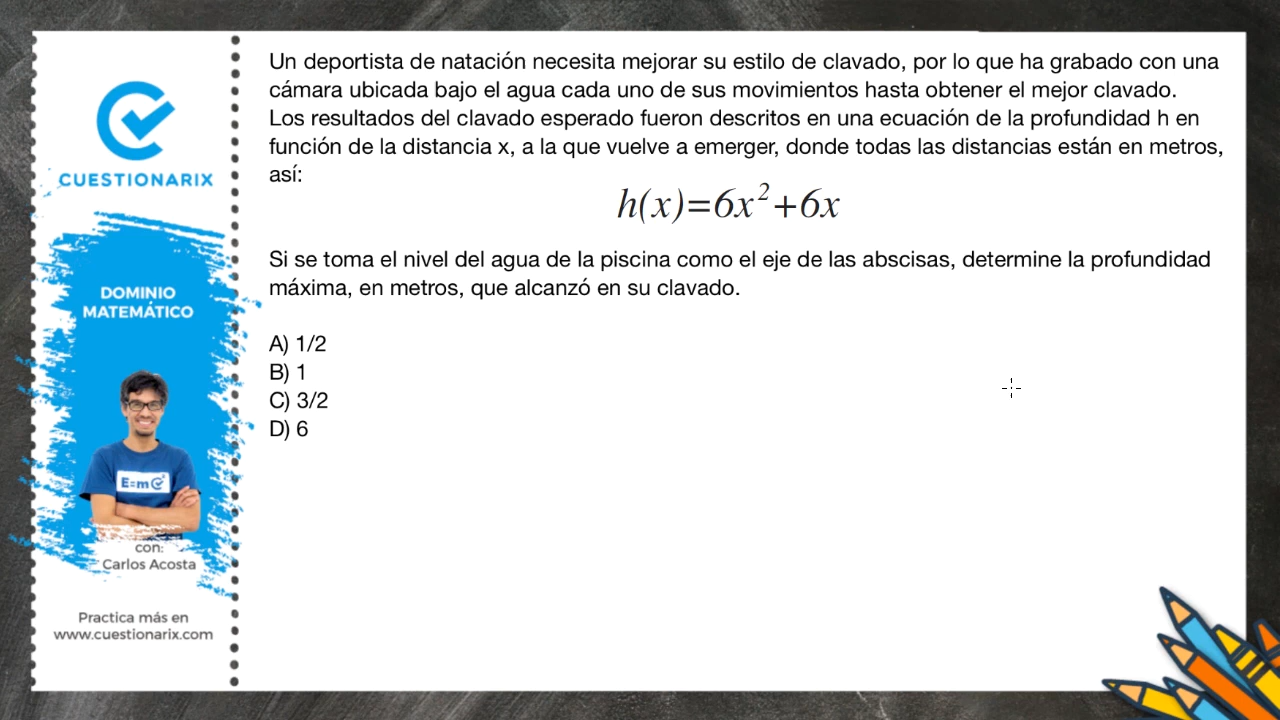 CUESTIONARIX
DOMINIO
MATEMÁTICO
E=mc²
con:
Carlos Acosta
Practica más en
www.cuestionarix.com
Un deportista de natación necesita mejorar su estilo de clavado, por lo que ha grabado con una
cámara ubicada bajo el agua cada uno de sus movimientos hasta obtener el mejor clavado.
Los resultados del clavado esperado fueron descritos en una ecuación de la profundidad h en
función de la distancia x, a la que vuelve a emerger, donde todas las distancias están en metros,
así:
h(x)=6x²+6x
Si se toma el nivel del agua de la piscina como el eje de las abscisas, determine la profundidad
máxima, en metros, que alcanzó en su clavado.
A) 1/2
B) 1
C) 3/2
D) 6